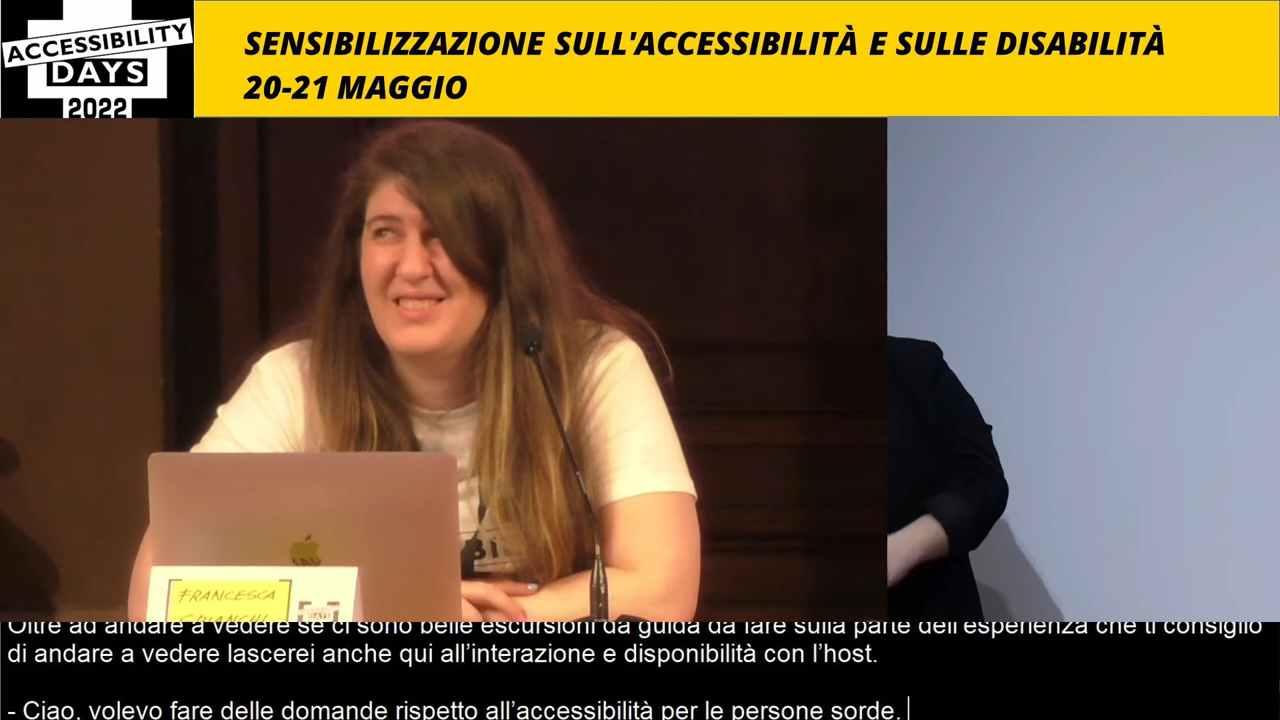 ACCESSIBILITY
DAYS
2022
SENSIBILIZZAZIONE SULL'ACCESSIBILITÀ E SULLE DISABILITÀ
20-21 MAGGIO
FRANCESCA
DAYS
Oltre ad andare a vedere se ci sono belle escursioni da guida da fare sulla parte dell'esperienza che ti consiglio
di andare a vedere lascerei anche qui all'interazione e disponibilità con l'host.
- Ciao, volevo fare delle domande rispetto all'accessibilità per le persone sorde.